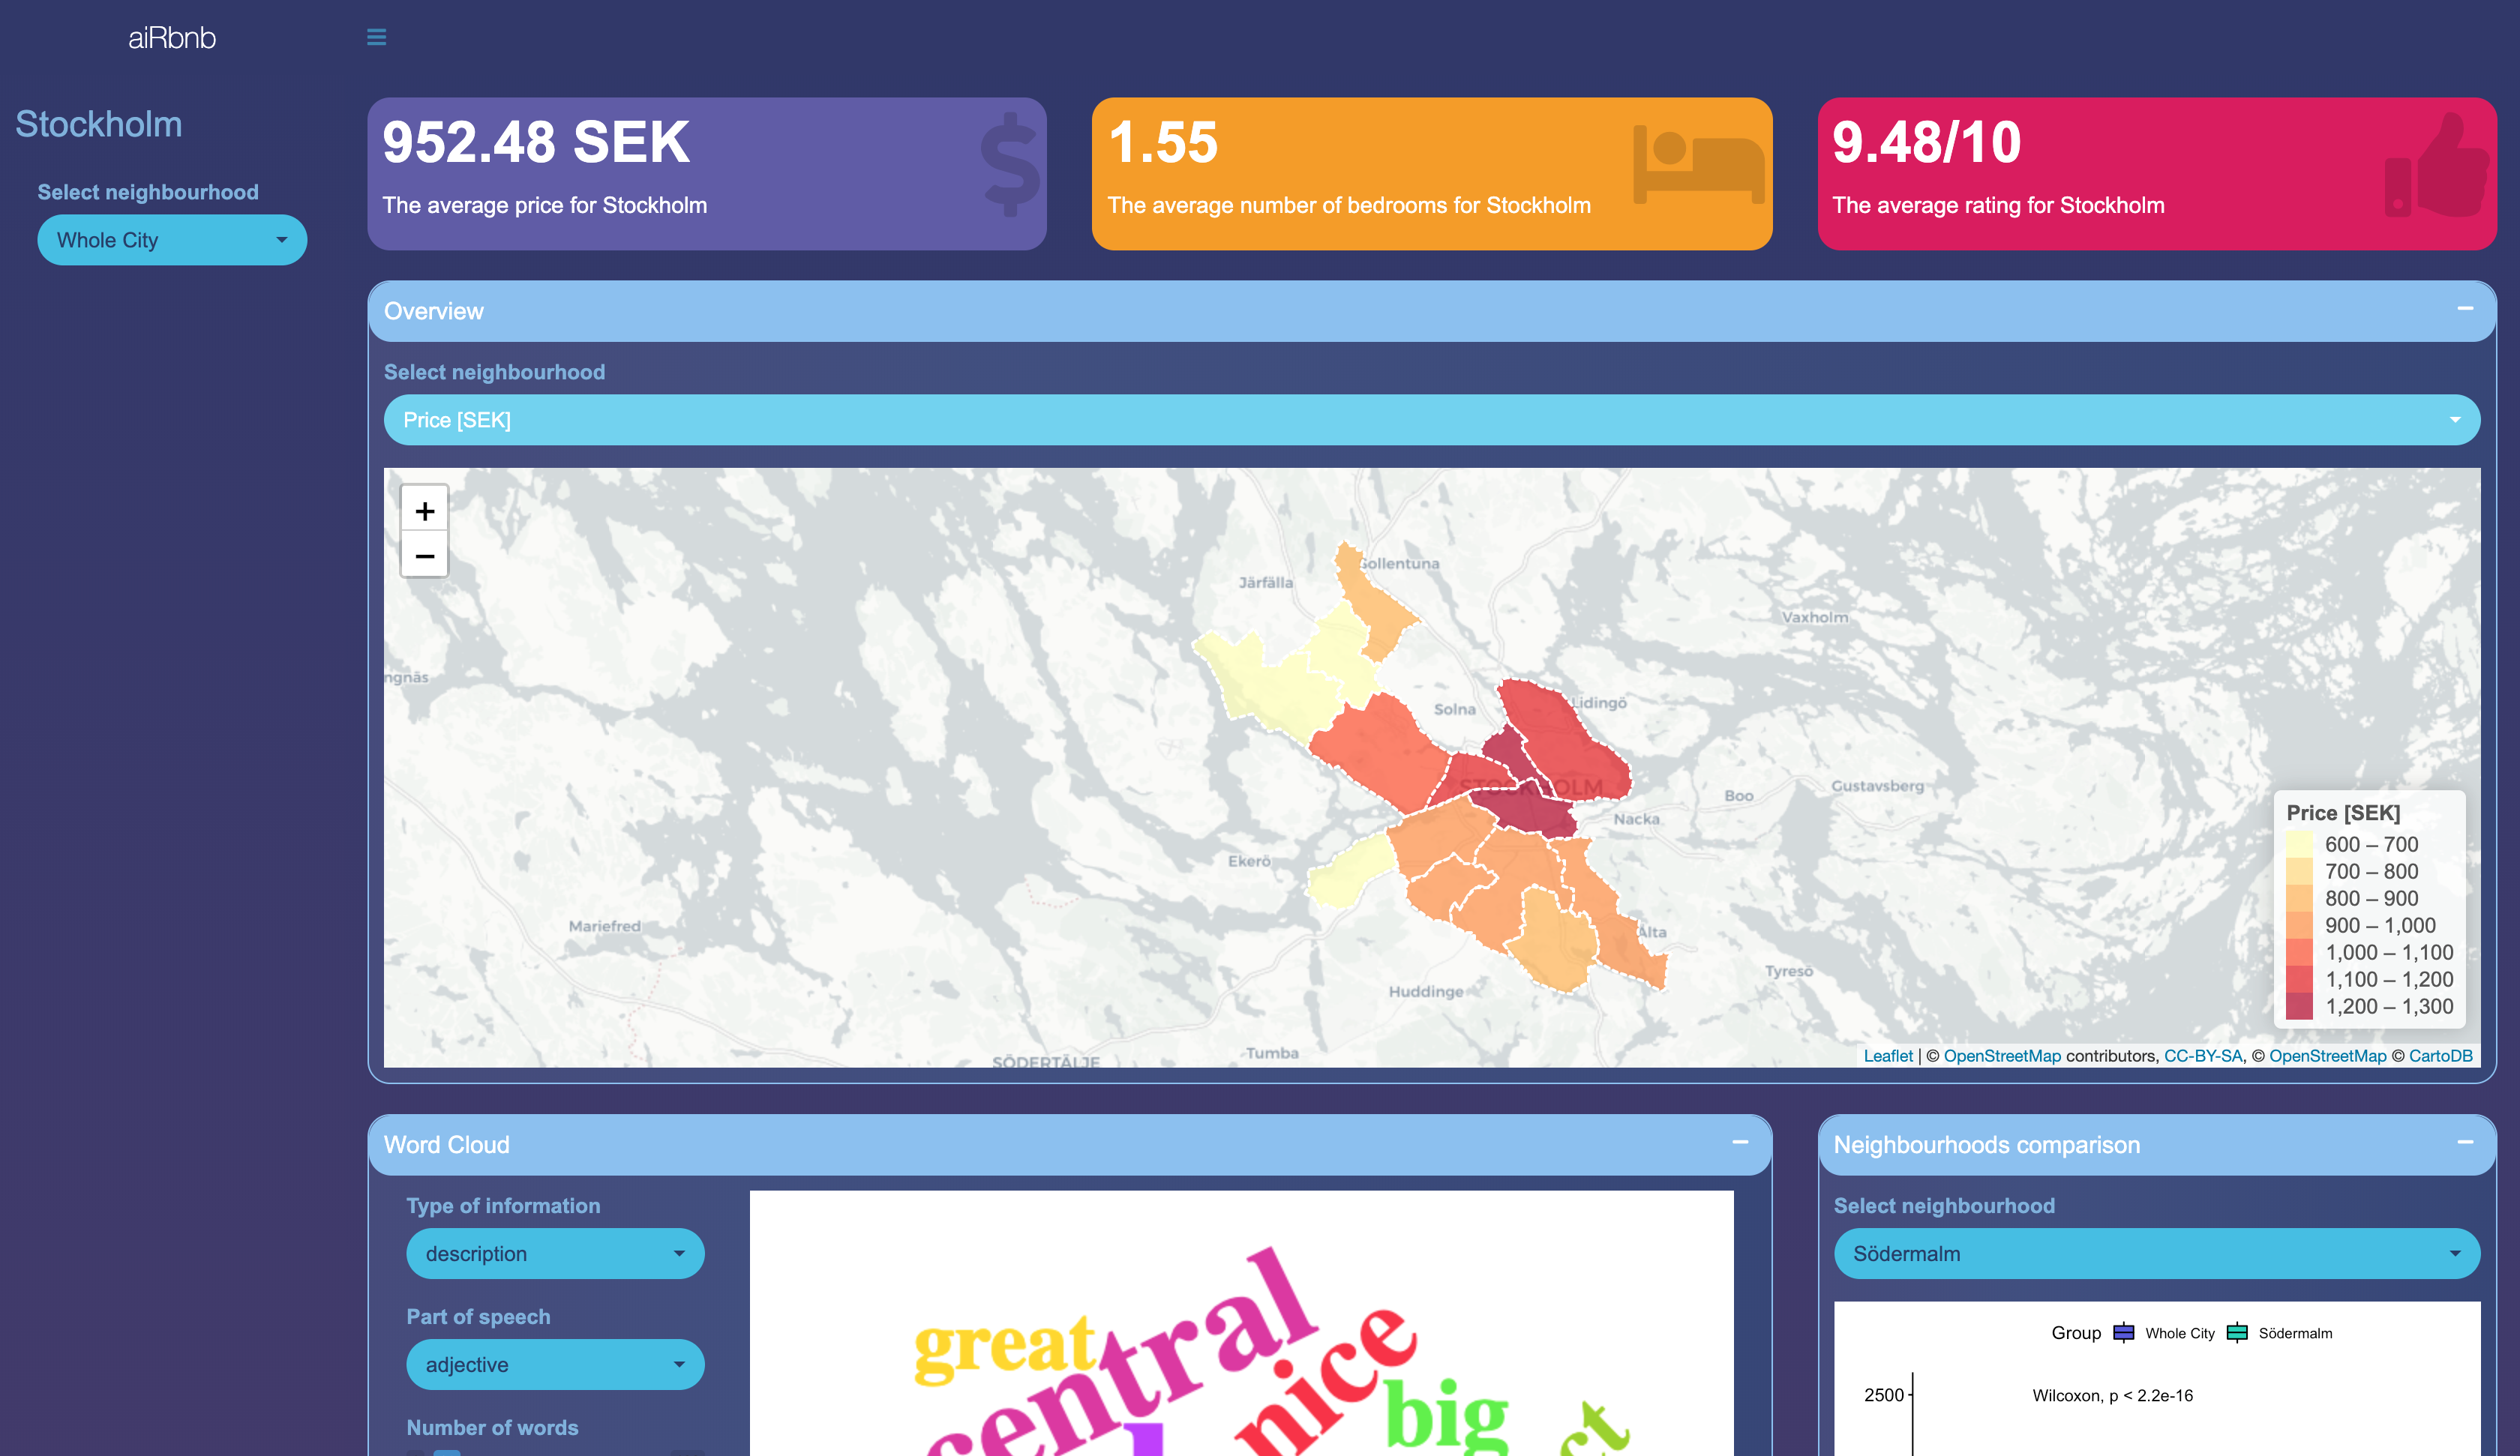 aiRbnb
Stockholm
Select neighbourhood
Whole City
952.48 SEK
The average price for Stockholm
1.55
The average number of bedrooms for Stockholm
9.48/10
The average rating for Stockholm
Overview
Select neighbourhood
Price [SEK]
+
−
Sollentuna
Järfälla
Vaxholm
ngnäs
Solna
Lidingö
STOCKHOLM
Gustavsberg
Boo
Nacka
Ekerö
Mariefred
Älta
Tyresö
Huddinge
Tumba
SÖDERTÄLJE
Price [SEK]
600 – 700
700 – 800
800 – 900
900 – 1,000
1,000 – 1,100
1,100 – 1,200
1,200 – 1,300
Leaflet | © OpenStreetMap contributors, CC-BY-SA, © OpenStreetMap © CartoDB
Word Cloud
Type of information
description
Part of speech
adjective
Number of words
great
central
nice
big
Neighbourhoods comparison
Select neighbourhood
Södermalm
Group Whole City Södermalm
2500
Wilcoxon, p < 2.2e-16